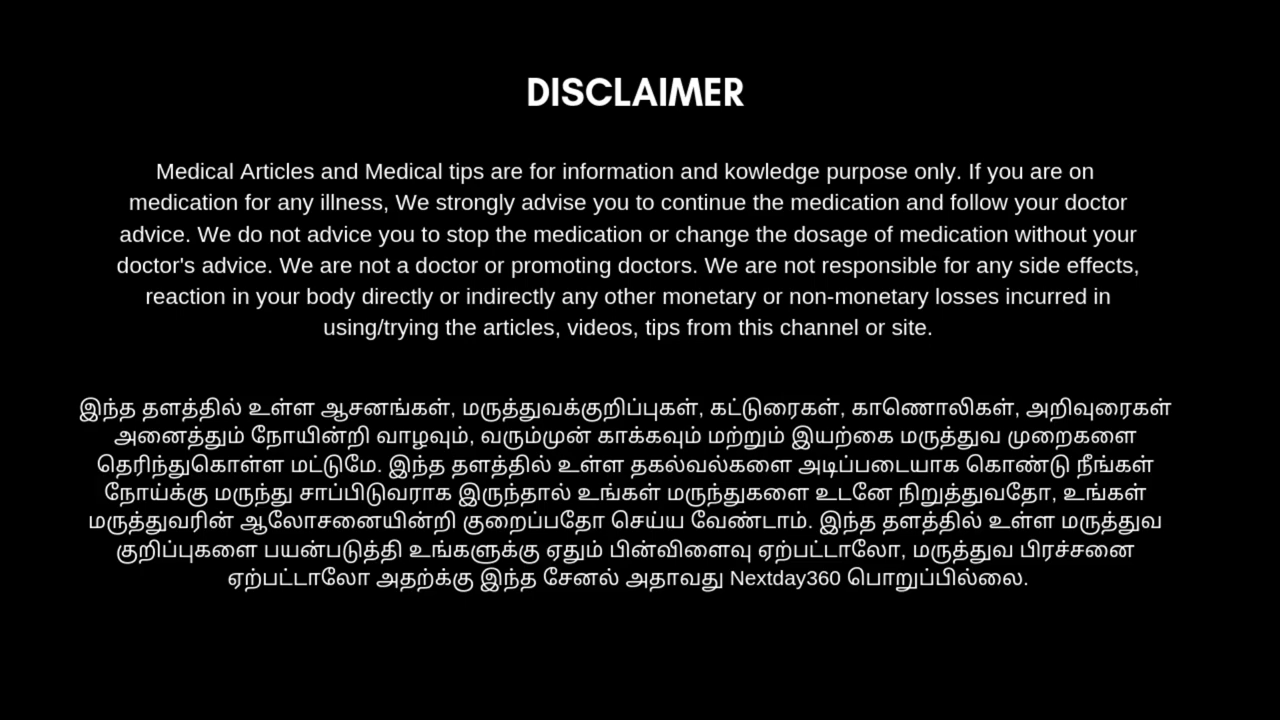 DISCLAIMER
Medical Articles and Medical tips are for information and kowledge purpose only. If you are on
medication for any illness, We strongly advise you to continue the medication and follow your doctor
advice. We do not advice you to stop the medication or change the dosage of medication without your
doctor's advice. We are not a doctor or promoting doctors. We are not responsible for any side effects,
reaction in your body directly or indirectly any other monetary or non-monetary losses incurred in
using/trying the articles, videos, tips from this channel or site.
இந்த தளத்தில் உள்ள ஆசனங்கள், மருத்துவக்குறிப்புகள், கட்டுரைகள், காணொலிகள், அறிவுரைகள்
அனைத்தும் நோயின்றி வாழவும், வரும்முன் காக்கவும் மற்றும் இயற்கை மருத்துவ முறைகளை
தெரிந்துகொள்ள மட்டுமே. இந்த தளத்தில் உள்ள தகல்வல்களை அடிப்படையாக கொண்டு நீங்கள்
நோய்க்கு மருந்து சாப்பிடுவராக இருந்தால் உங்கள் மருந்துகளை உடனே நிறுத்துவதோ, உங்கள்
மருத்துவரின் ஆலோசனையின்றி குறைப்பதோ செய்ய வேண்டாம். இந்த தளத்தில் உள்ள மருத்துவ
குறிப்புகளை பயன்படுத்தி உங்களுக்கு ஏதும் பின்விளைவு ஏற்பட்டாலோ, மருத்துவ பிரச்சனை
ஏற்பட்டாலோ அதற்க்கு இந்த சேனல் அதாவது Nextday360 பொறுப்பில்லை.